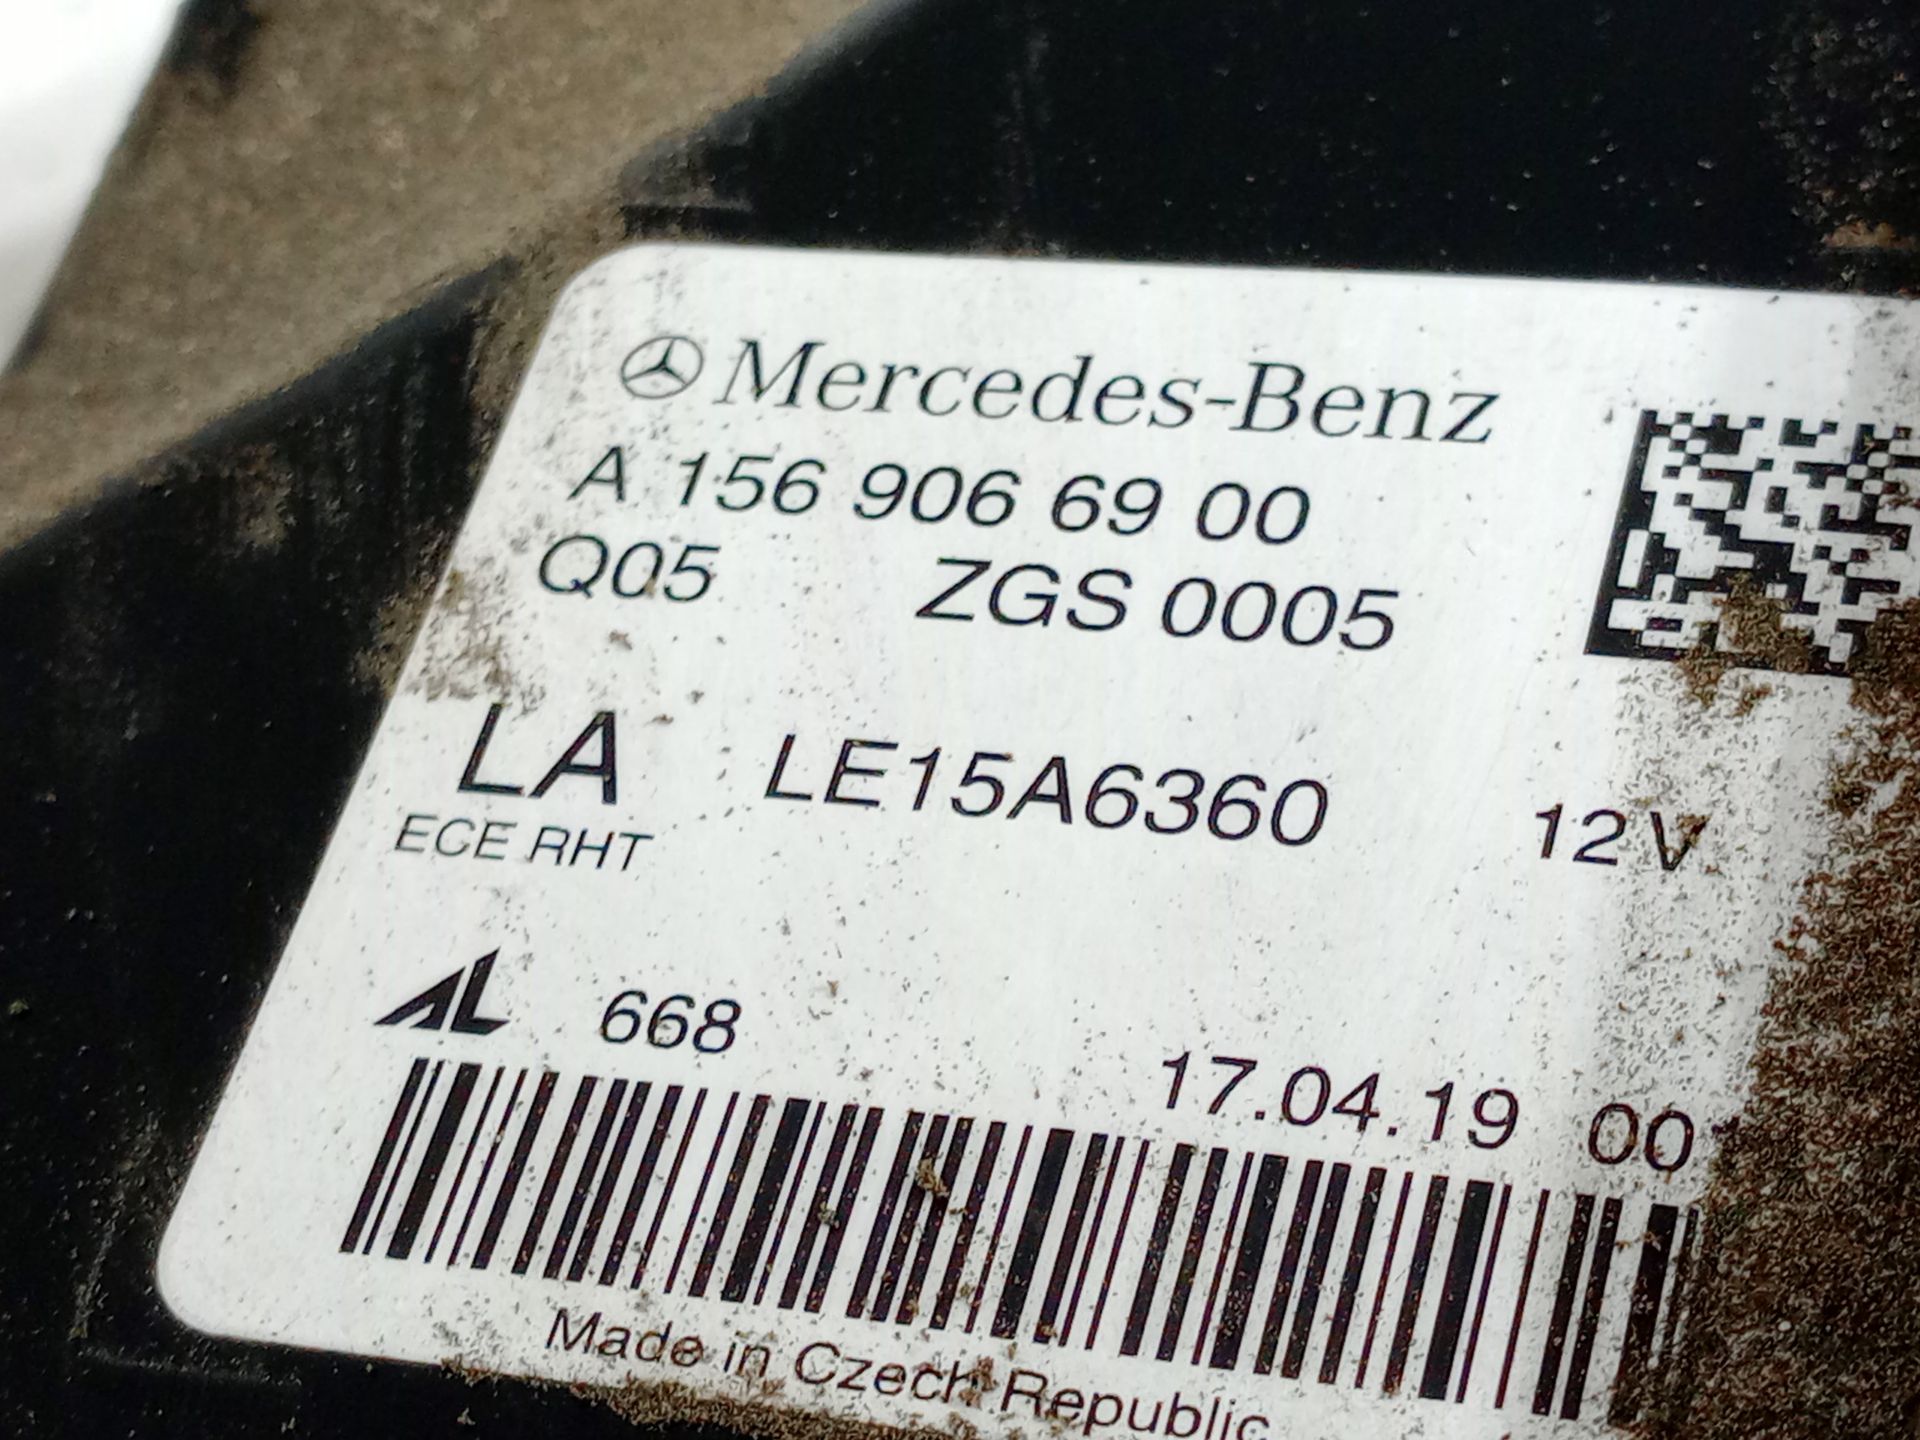 Mercedes-Benz
A 156 906 69 00
Q05 ZGS 0005
LA LE15A6360 12 V
ECE RHT
AL 668 17.04.19 00
Made in Czech Republic